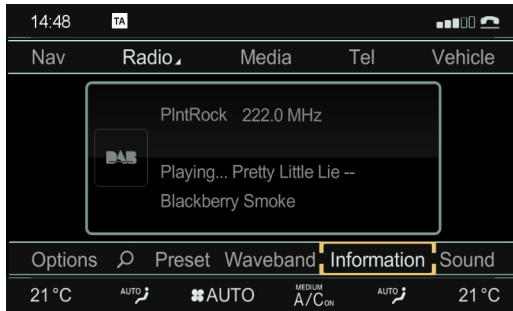 14:48 TA
Nav Radio Media Tel Vehicle
PlntRock 222.0 MHz
DAB
Playing... Pretty Little Lie --
Blackberry Smoke
Options Preset Waveband Information Sound
21 °C AUTO AUTO MEDIUM A/C ON AUTO 21 °C